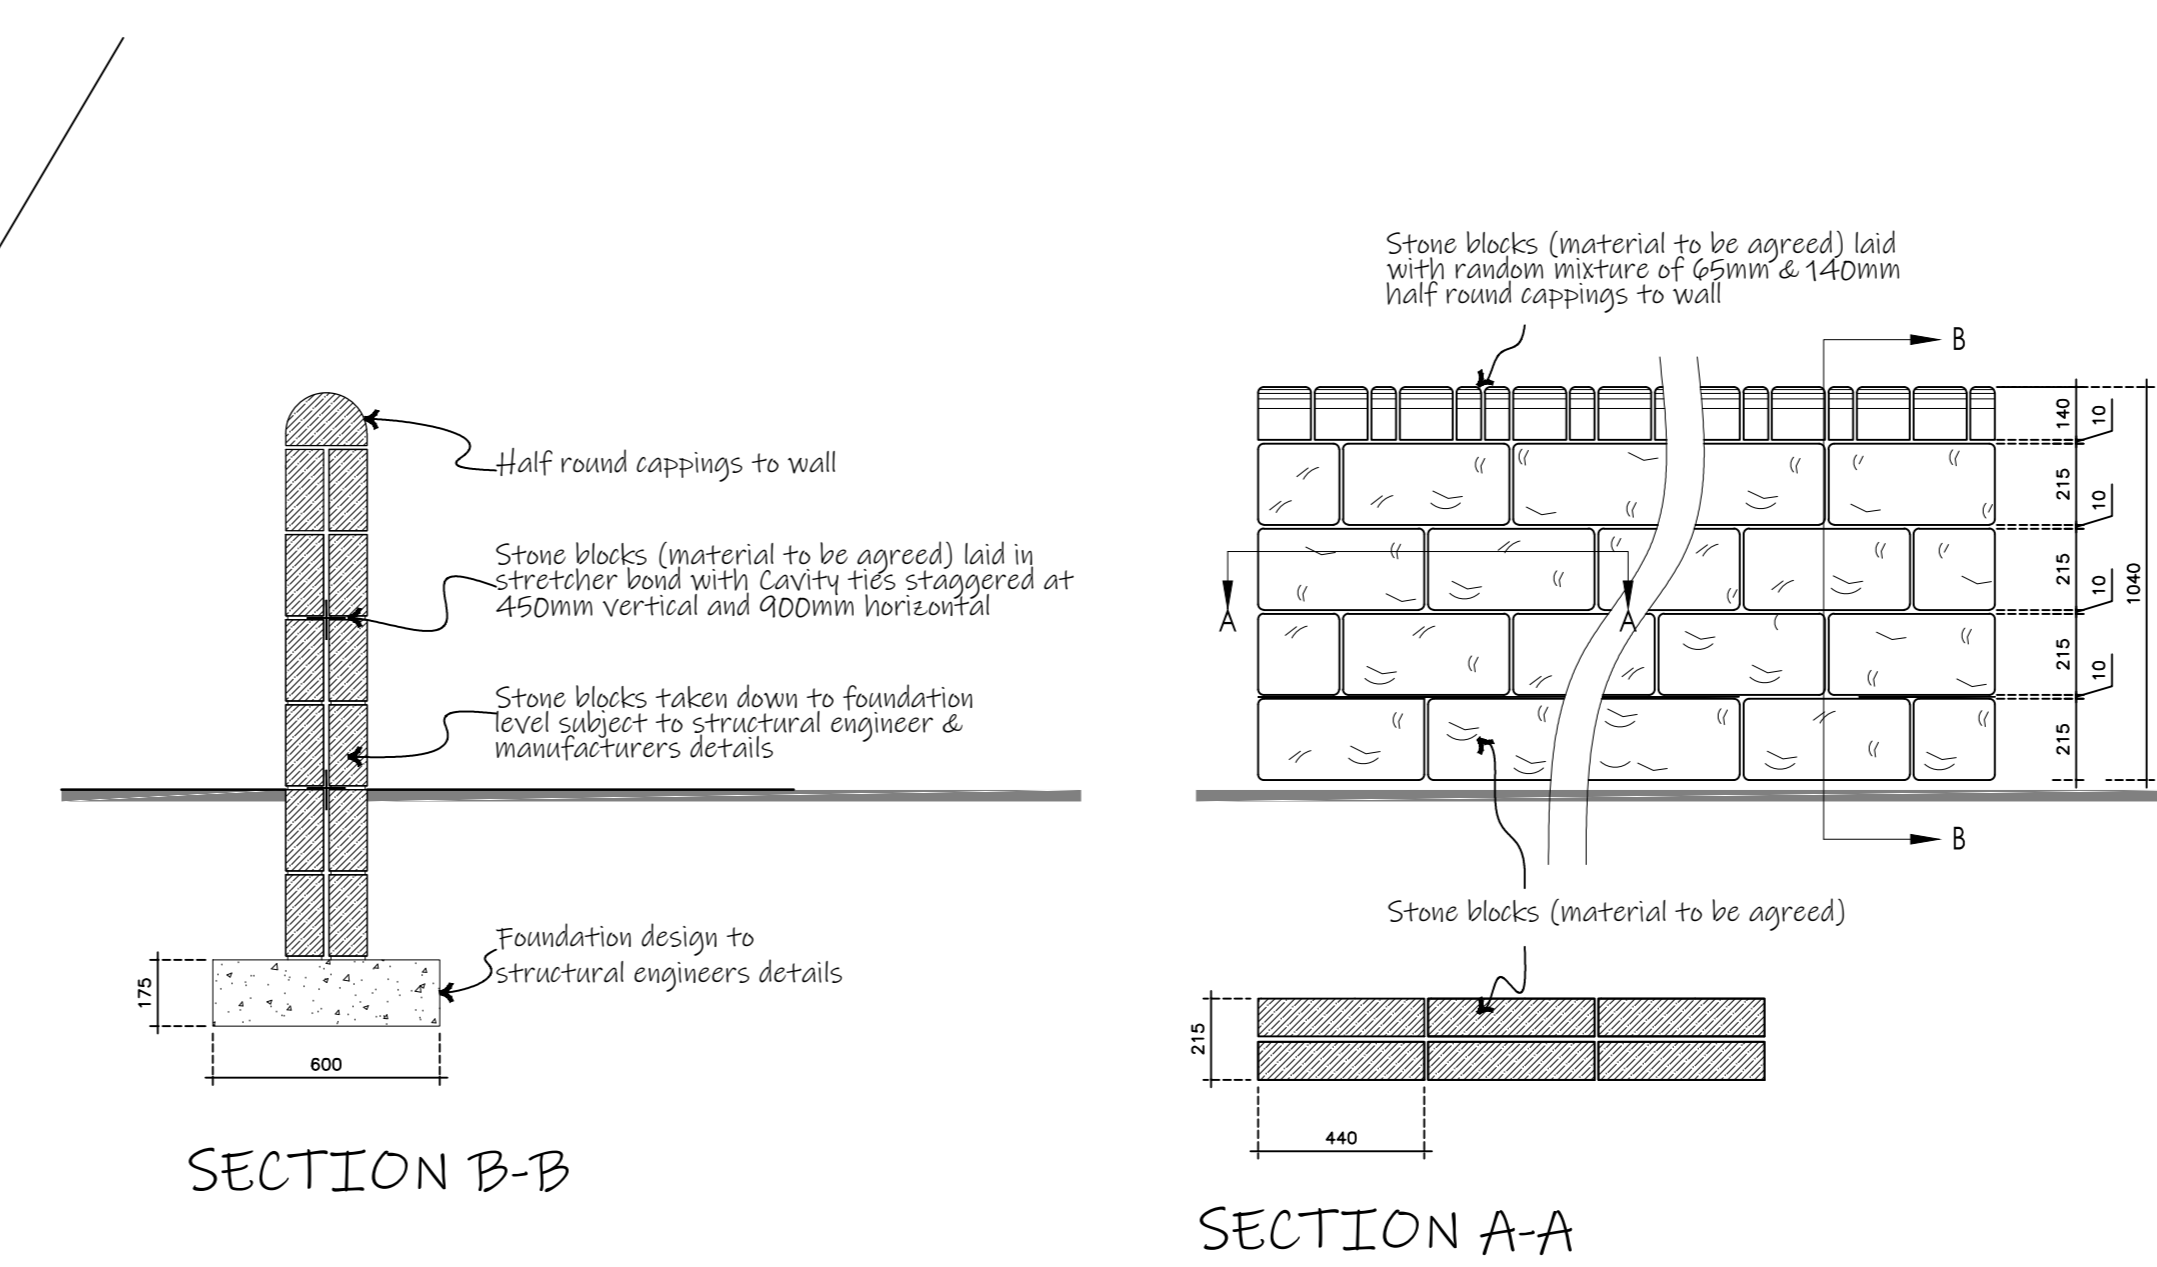 Stone blocks (material to be agreed) laid
with random mixture of 65mm & 140mm
half round cappings to wall
B
Half round cappings to wall
Stone blocks (material to be agreed) laid in
stretcher bond with Cavity ties staggered at
450mm vertical and 900mm horizontal
Stone blocks taken down to foundation
level subject to structural engineer &
manufacturers details
Foundation design to
structural engineers details
175
600
SECTION B-B
A
A
140
10
215
10
215
10
215
10
215
1040
B
Stone blocks (material to be agreed)
215
440
SECTION A-A